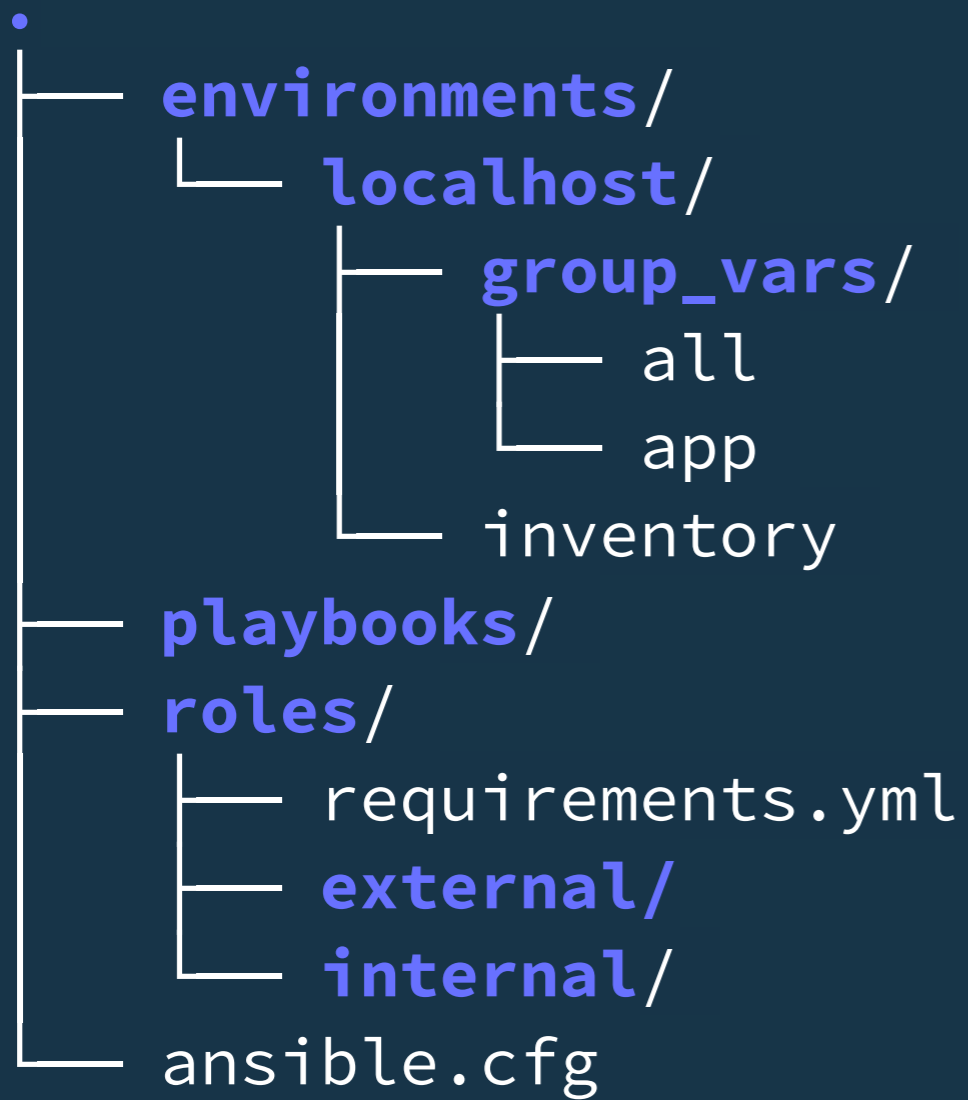 .
├── environments/
    └── localhost/
        ├── group_vars/
            ├── all
            └── app
        └── inventory
├── playbooks/
├── roles/
    ├── requirements.yml
    ├── external/
    └── internal/
└── ansible.cfg